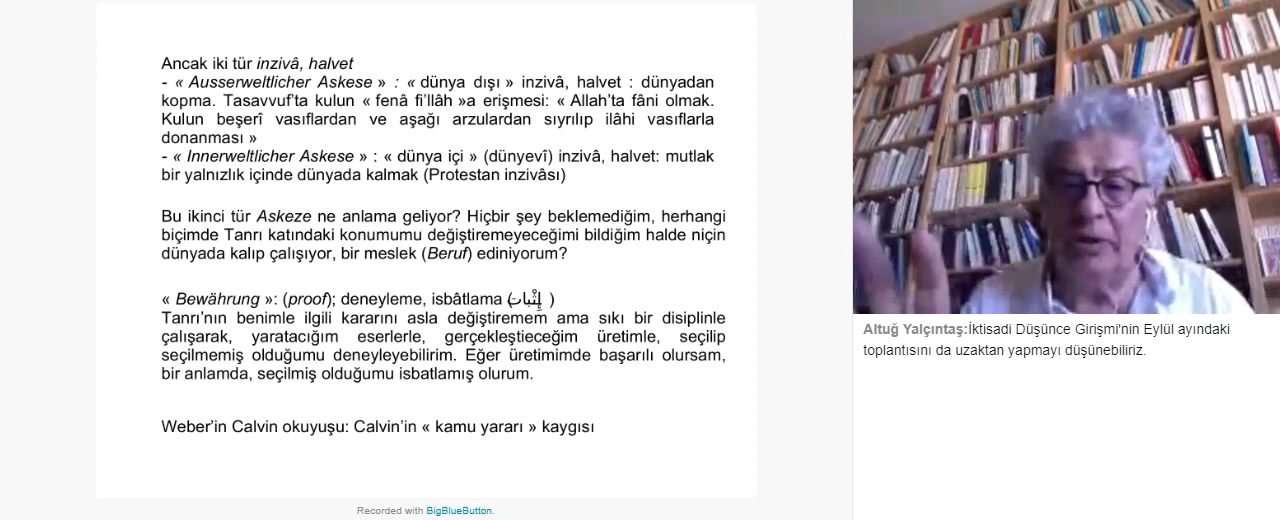 Ancak iki tür inzivâ, halvet
- « Ausserweltlicher Askese » : « dünya dışı » inzivâ, halvet : dünyadan
kopma. Tasavvuf’ta kulun « fenâ fi’llâh »a erişmesi: « Allah’ta fâni olmak.
Kulun beşerî vasıflardan ve aşağı arzulardan sıyrılıp ilâhi vasıflarla
donanması »
- « Innerweltlicher Askese » : « dünya içi » (dünyevî) inzivâ, halvet: mutlak
bir yalnızlık içinde dünyada kalmak (Protestan inzivâsı)
Bu ikinci tür Askeze ne anlama geliyor? Hiçbir şey beklemediğim, herhangi
biçimde Tanrı katındaki konumumu değiştiremeyeceğimi bildiğim halde niçin
dünyada kalıp çalışıyor, bir meslek (Beruf) ediniyorum?
« Bewährung »: (proof); deneyleme, isbâtlama (إِثْبات )
Tanrı’nın benimle ilgili kararını asla değiştiremem ama sıkı bir disiplinle
çalışarak, yaratacığım eserlerle, gerçekleştieceğim üretimle, seçilip
seçilmemiş olduğumu deneyleyebilirim. Eğer üretimimde başarılı olursam,
bir anlamda, seçilmiş olduğumu isbatlamış olurum.
Weber’in Calvin okuyuşu: Calvin’in « kamu yararı » kaygısı
Recorded with BigBlueButton.
Altuğ Yalçıntaş:İktisadi Düşünce Girişmi'nin Eylül ayındaki
toplantısını da uzaktan yapmayı düşünebiliriz.